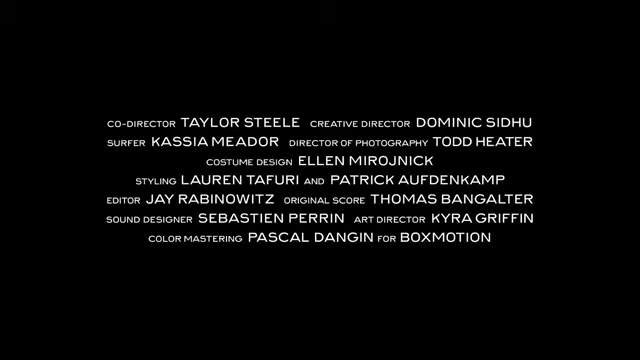 CO-DIRECTOR TAYLOR STEELE CREATIVE DIRECTOR DOMINIC SIDHU
SURFER KASSIA MEADOR DIRECTOR OF PHOTOGRAPHY TODD HEATER
COSTUME DESIGN ELLEN MIROJNICK
STYLING LAUREN TAFURI AND PATRICK AUFDENKAMP
EDITOR JAY RABINOWITZ ORIGINAL SCORE THOMAS BANGALTER
SOUND DESIGNER SEBASTIEN PERRIN ART DIRECTOR KYRA GRIFFIN
COLOR MASTERING PASCAL DANGIN FOR BOXMOTION